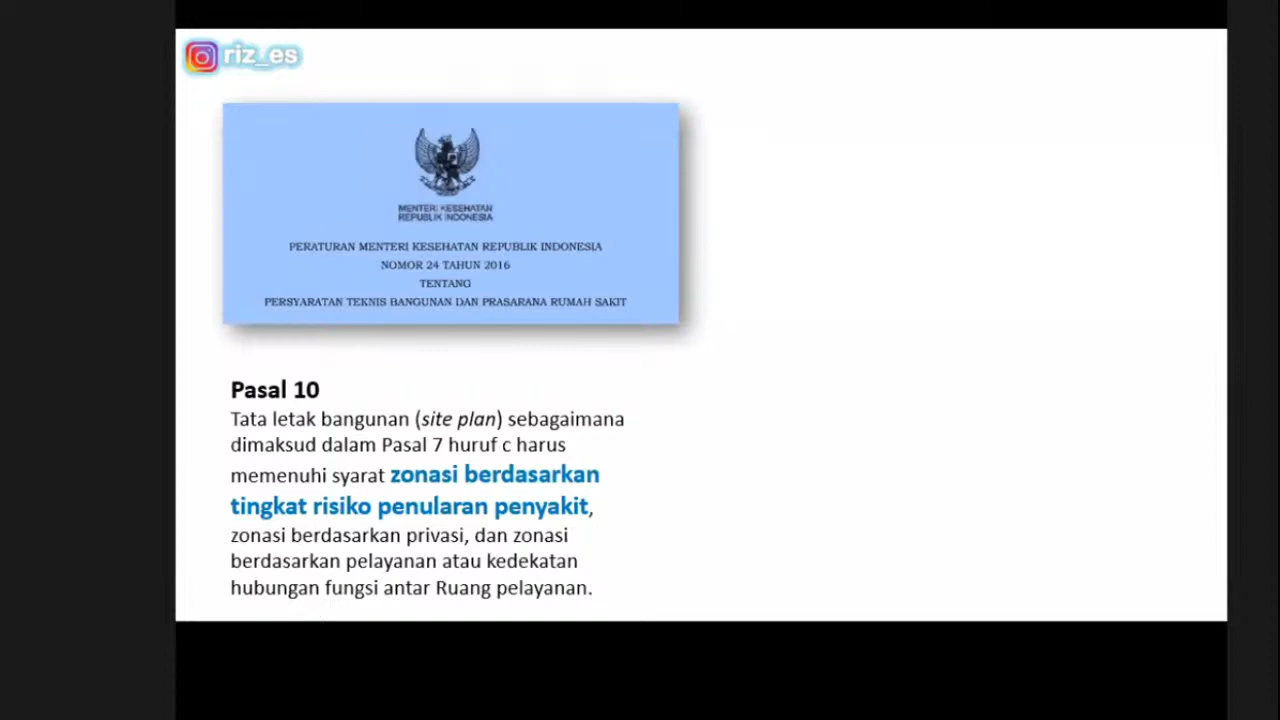 riz_es
MENTERI KESEHATAN
REPUBLIK INDONESIA
PERATURAN MENTERI KESEHATAN REPUBLIK INDONESIA
NOMOR 24 TAHUN 2016
TENTANG
PERSYARATAN TEKNIS BANGUNAN DAN PRASARANA RUMAH SAKIT
Pasal 10
Tata letak bangunan (site plan) sebagaimana
dimaksud dalam Pasal 7 huruf c harus
memenuhi syarat zonasi berdasarkan
tingkat risiko penularan penyakit,
zonasi berdasarkan privasi, dan zonasi
berdasarkan pelayanan atau kedekatan
hubungan fungsi antar Ruang pelayanan.